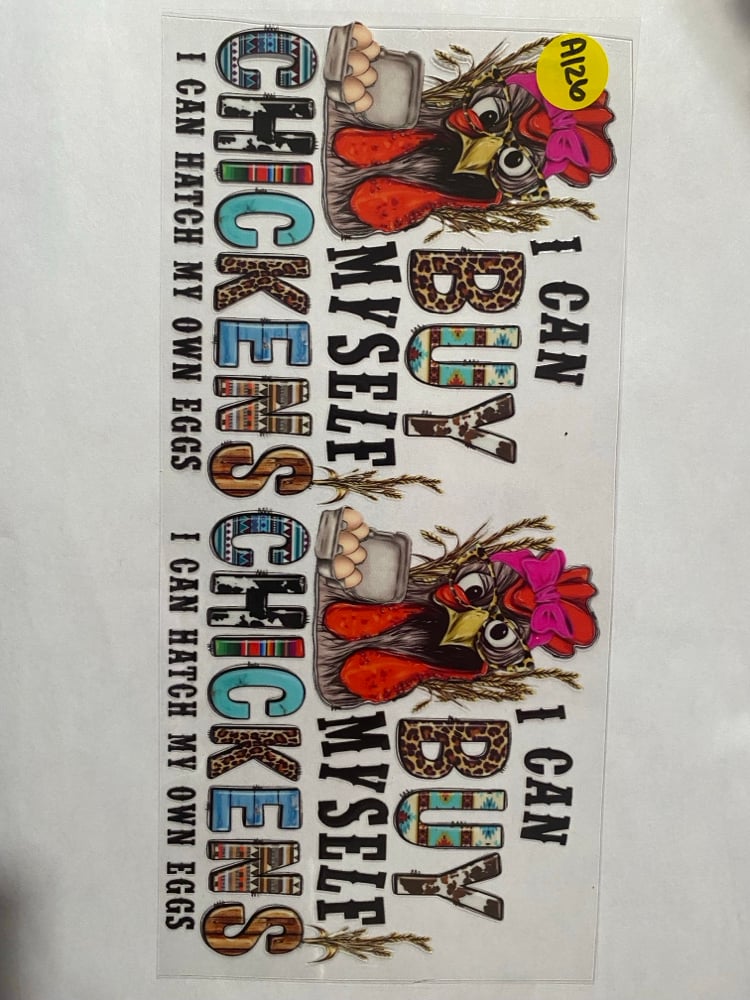 A126
I CAN
BUY
MYSELF
CHICKENS
I CAN HATCH MY OWN EGGS
I CAN
BUY
MYSELF
CHICKENS
I CAN HATCH MY OWN EGGS